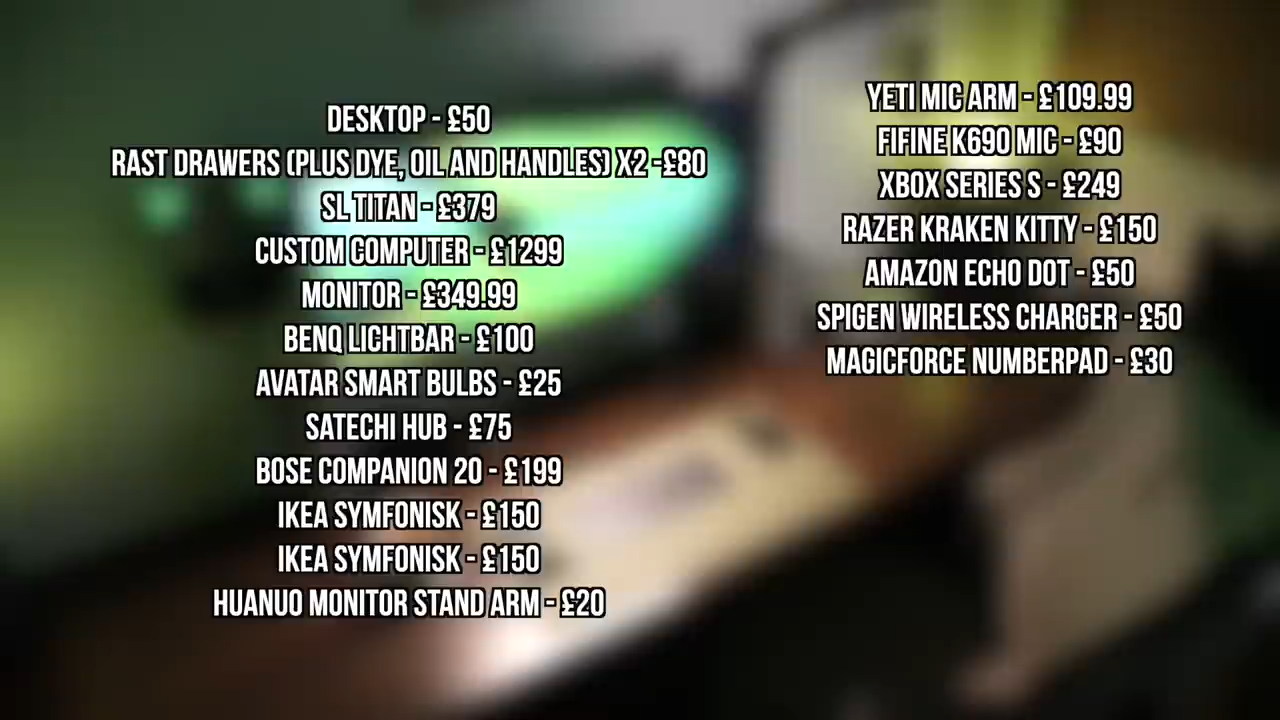 DESKTOP - £50
RAST DRAWERS (PLUS DYE, OIL AND HANDLES) X2 -£80
SL TITAN - £379
CUSTOM COMPUTER - £1299
MONITOR - £349.99
BENQ LICHTBAR - £100
AVATAR SMART BULBS - £25
SATECHI HUB - £75
BOSE COMPANION 20 - £199
IKEA SYMFONISK - £150
IKEA SYMFONISK - £150
HUANUO MONITOR STAND ARM - £20
YETI MIC ARM - £109.99
FIFINE K690 MIC - £90
XBOX SERIES S - £249
RAZER KRAKEN KITTY - £150
AMAZON ECHO DOT - £50
SPIGEN WIRELESS CHARGER - £50
MAGICFORCE NUMBERPAD - £30